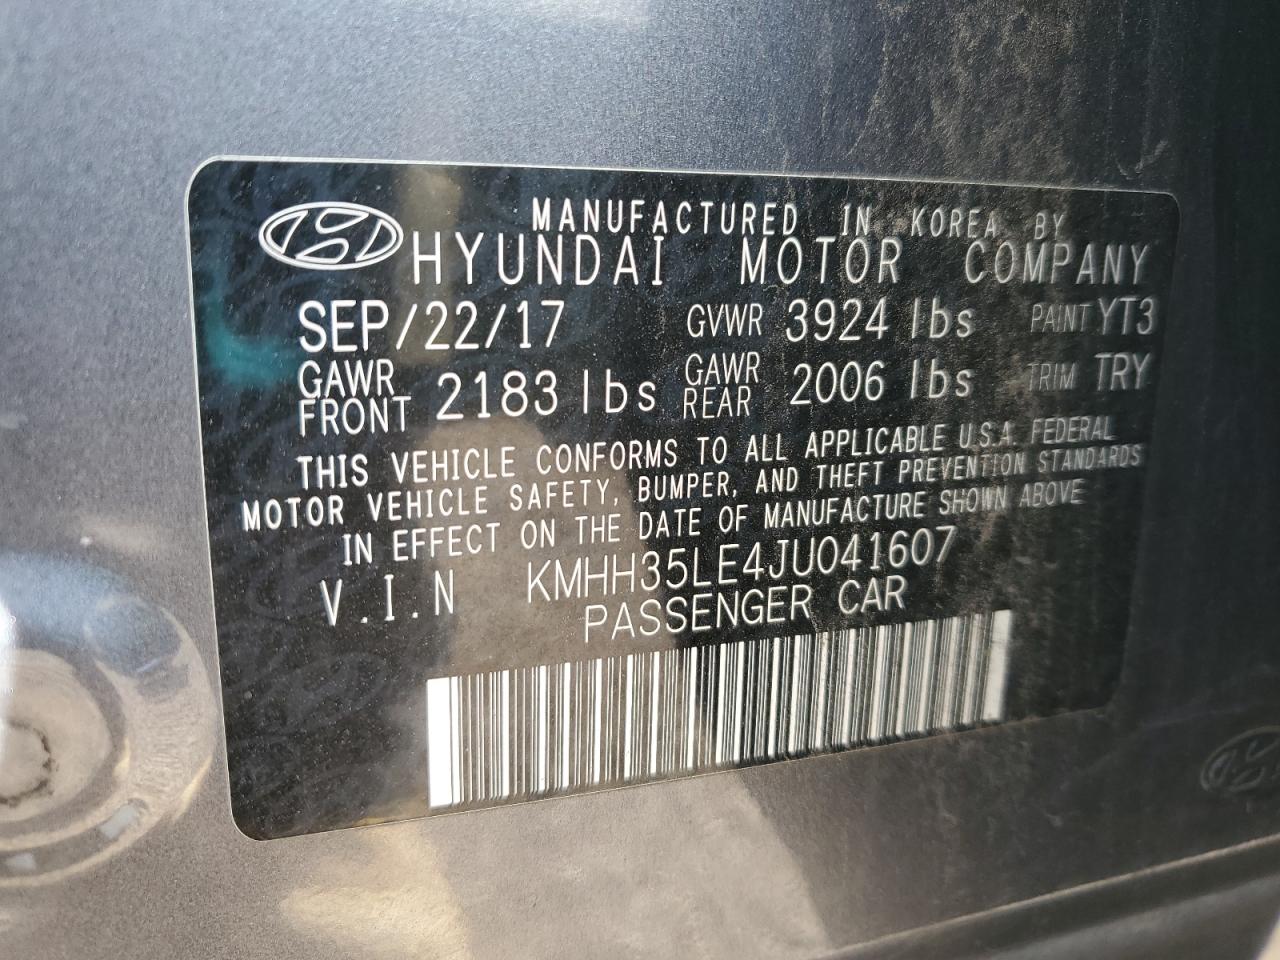 MANUFACTURED IN KOREA BY
HYUNDAI MOTOR COMPANY
SEP/22/17 GVWR 3924 lbs PAINT YT3
GAWR FRONT 2183 lbs GAWR REAR 2006 lbs TRIM TRY
THIS VEHICLE CONFORMS TO ALL APPLICABLE U.S.A. FEDERAL
MOTOR VEHICLE SAFETY, BUMPER, AND THEFT PREVENTION STANDARDS
IN EFFECT ON THE DATE OF MANUFACTURE SHOWN ABOVE
V.I.N KMHH35LE4JU041607
PASSENGER CAR